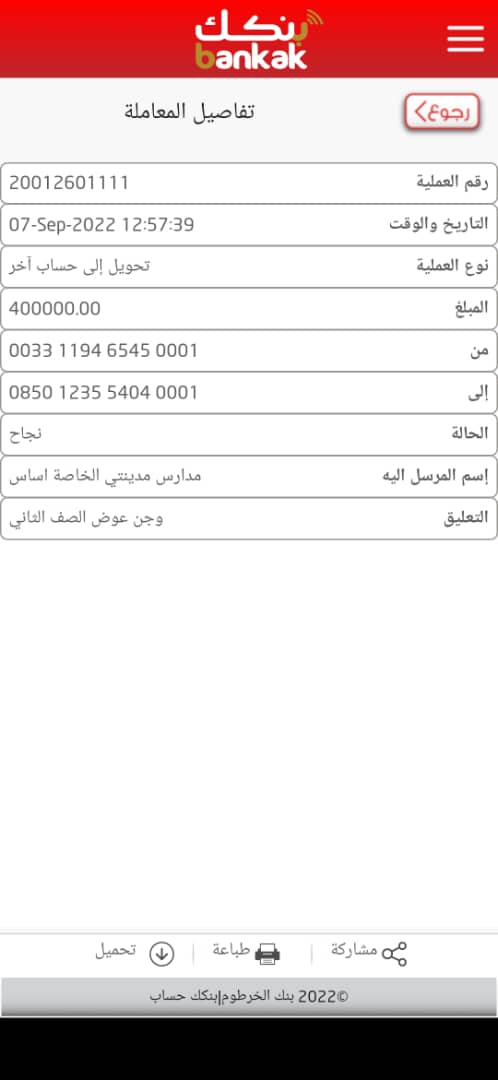 بنكك
bankak
رجوع
تفاصيل المعاملة
رقم العملية 20012601111
التاريخ والوقت 07-Sep-2022 12:57:39
نوع العملية تحويل إلى حساب آخر
المبلغ 400000.00
من 0033 1194 6545 0001
إلى 0850 1235 5404 0001
الحالة نجاح
إسم المرسل اليه مدارس مدينتي الخاصة اساس
التعليق وجن عوض الصف الثاني
مشاركة | طباعة | تحميل
©2022 بنك الخرطوم|بنكك حساب